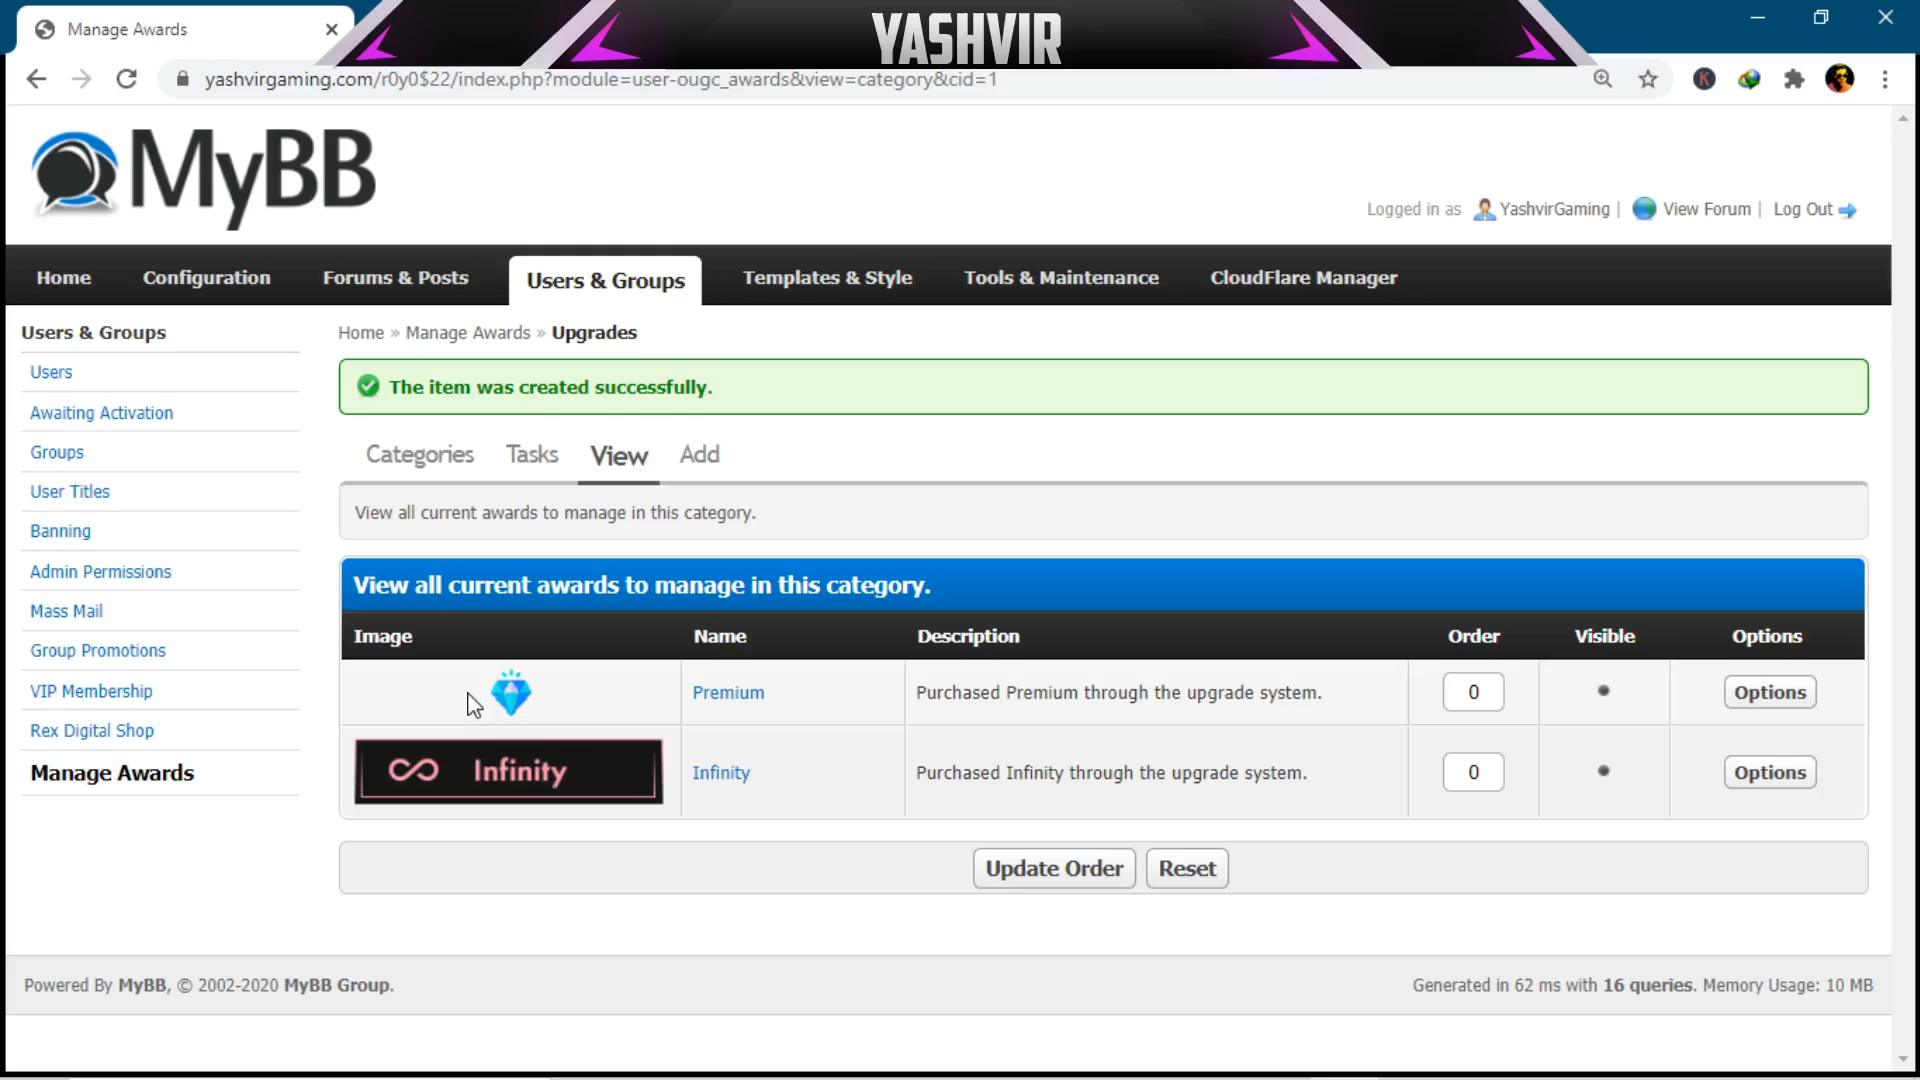 Manage Awards
YASHVIR
yashvirgaming.com/r0y0$22/index.php?module=user-ougc_awards&view=category&cid=1
K
MyBB
Logged in as YashvirGaming | View Forum | Log Out
Home Configuration Forums & Posts Users & Groups Templates & Style Tools & Maintenance CloudFlare Manager
Users & Groups
Users
Awaiting Activation
Groups
User Titles
Banning
Admin Permissions
Mass Mail
Group Promotions
VIP Membership
Rex Digital Shop
Manage Awards
Home » Manage Awards » Upgrades
The item was created successfully.
Categories Tasks View Add
View all current awards to manage in this category.
View all current awards to manage in this category.
Image Name Description Order Visible Options
Premium Purchased Premium through the upgrade system. 0 Options
Infinity Infinity Purchased Infinity through the upgrade system. 0 Options
Update Order Reset
Powered By MyBB, © 2002-2020 MyBB Group.
Generated in 62 ms with 16 queries. Memory Usage: 10 MB